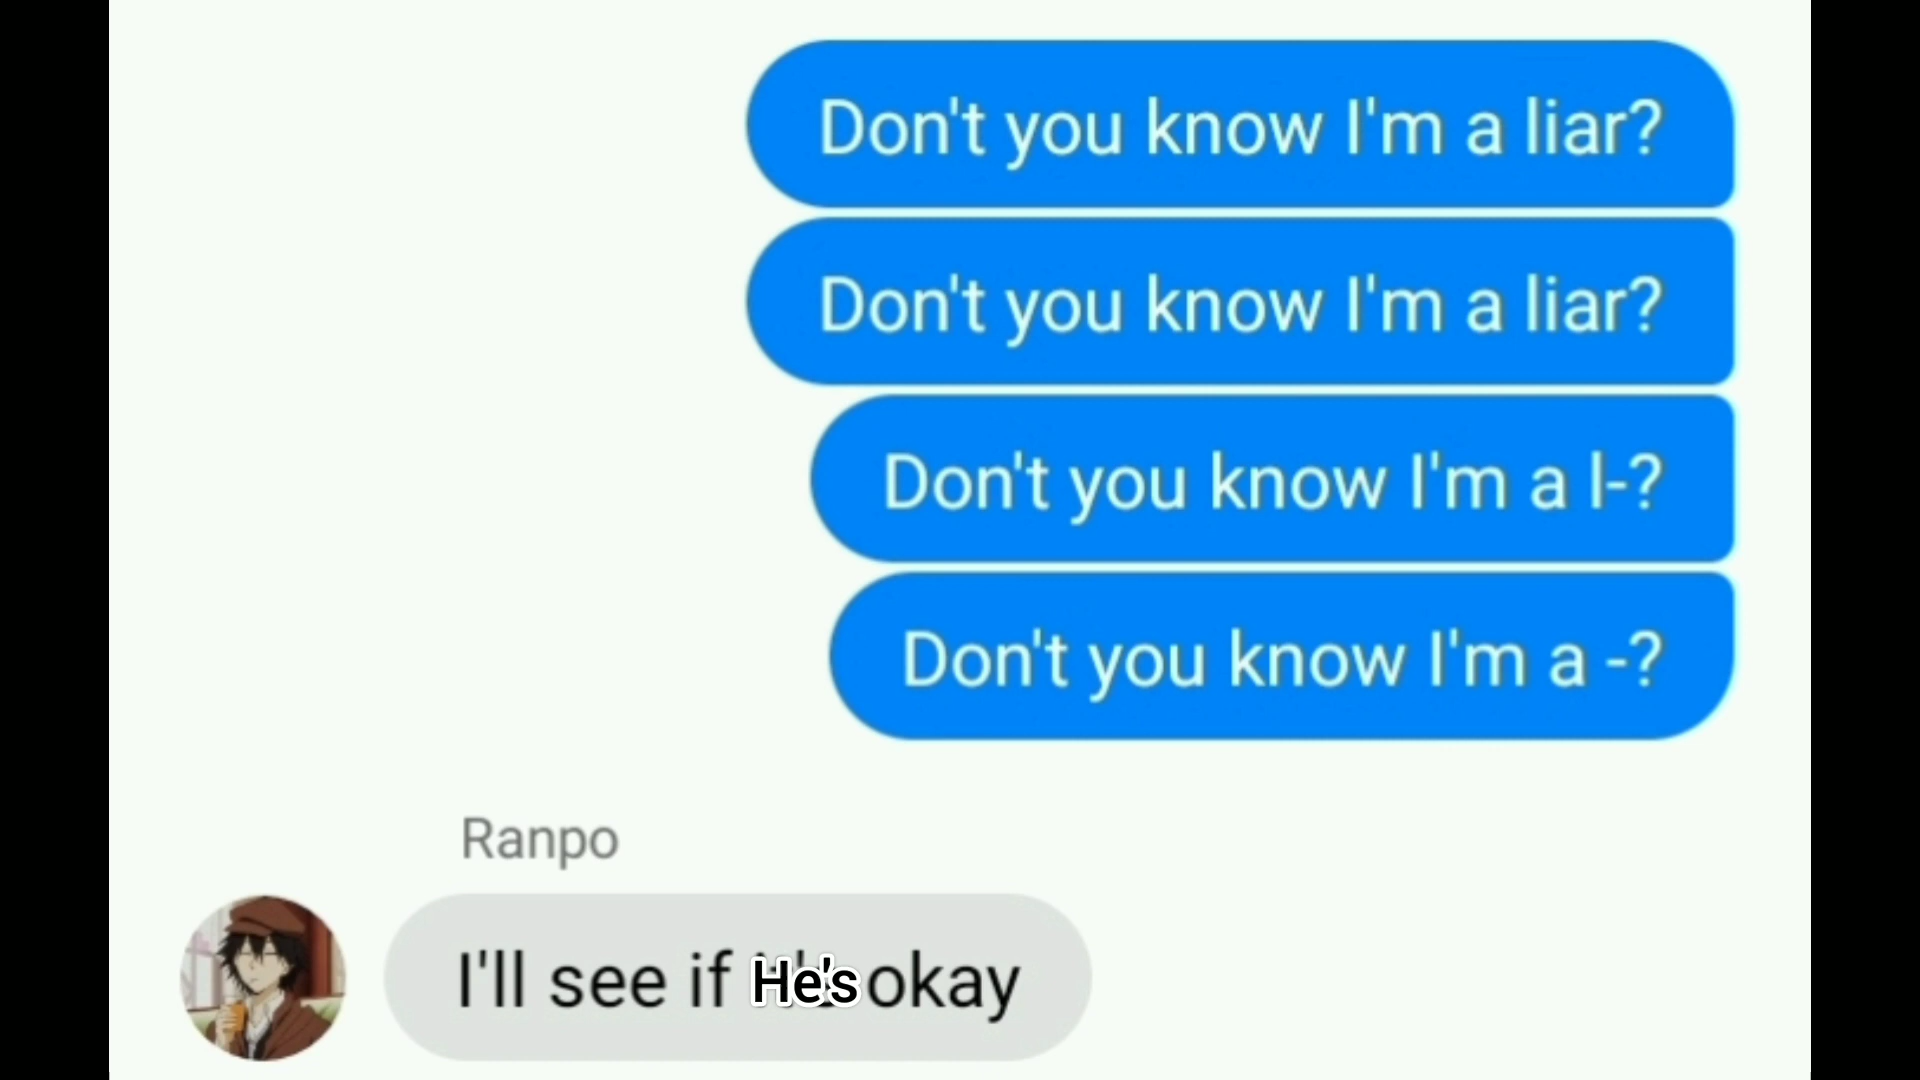 Don't you know I'm a liar?
Don't you know I'm a liar?
Don't you know I'm a l-?
Don't you know I'm a -?
Ranpo
I'll see if He's okay